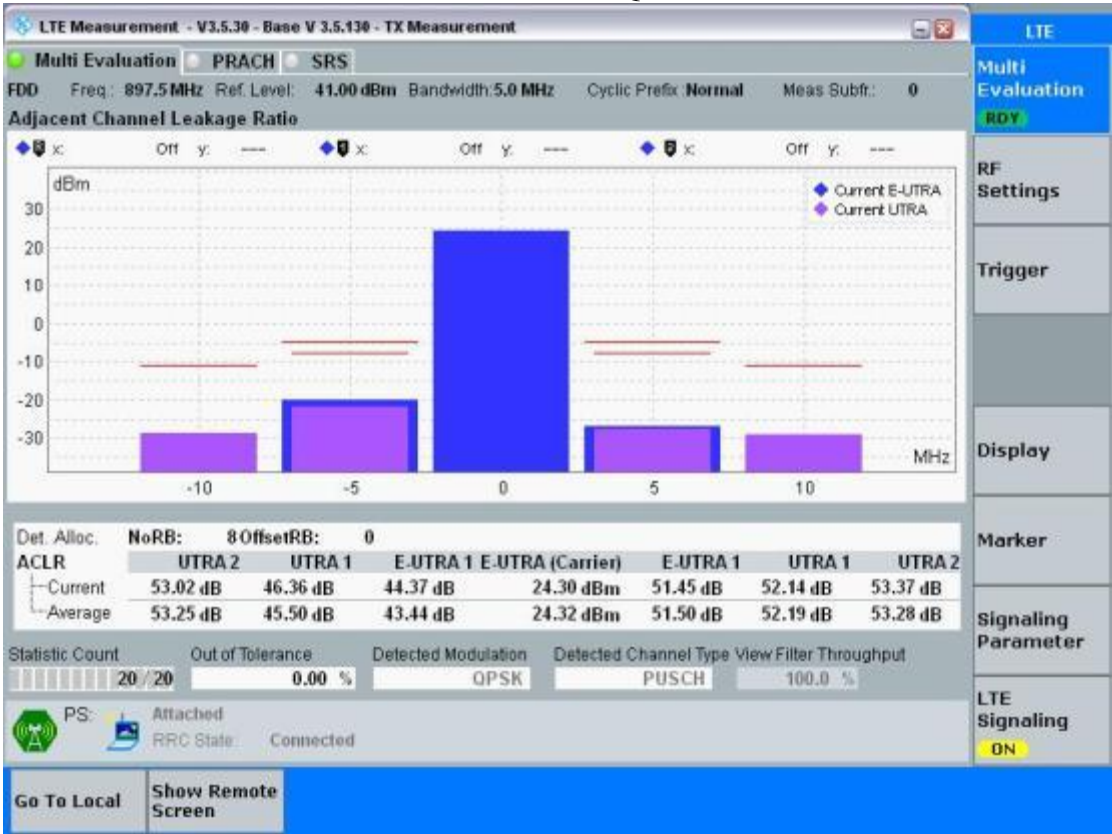 LTE Measurement - V3.5.30 - Base V 3.5.130 - TX Measurement
LTE
Multi Evaluation PRACH SRS
Multi
Evaluation
RDY
FDD Freq.: 897.5 MHz Ref. Level: 41.00 dBm Bandwidth: 5.0 MHz Cyclic Prefix: Normal Meas Subfr.: 0
Adjacent Channel Leakage Ratio
x: Off y: --- x: Off y: --- x: Off y: ---
dBm
Current E-UTRA
Current UTRA
30
20
10
0
-10
-20
-30
MHz
-10 -5 0 5 10
RF
Settings
Trigger
Display
Marker
Signaling
Parameter
LTE
Signaling
ON
Det. Alloc. NoRB: 8 OffsetRB: 0
ACLR UTRA 2 UTRA 1 E-UTRA 1 E-UTRA (Carrier) E-UTRA 1 UTRA 1 UTRA 2
Current 53.02 dB 46.36 dB 44.37 dB 24.30 dBm 51.45 dB 52.14 dB 53.37 dB
Average 53.25 dB 45.50 dB 43.44 dB 24.32 dBm 51.50 dB 52.19 dB 53.28 dB
Statistic Count Out of Tolerance Detected Modulation Detected Channel Type View Filter Throughput
20 / 20 0.00 % QPSK PUSCH 100.0 %
PS: Attached
RRC State: Connected
Go To Local
Show Remote
Screen